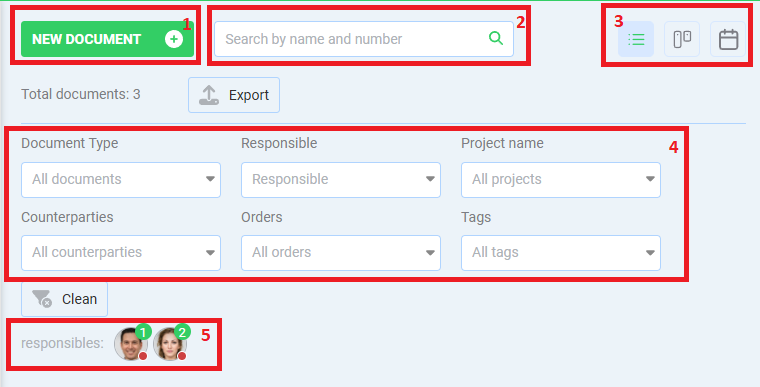 NEW DOCUMENT 1
Search by name and number 2
3
Total documents: 3 Export
Document Type Responsible Project name 4
All documents Responsible All projects
Counterparties Orders Tags
All counterparties All orders All tags
Clean
responsibles: 1 2 5